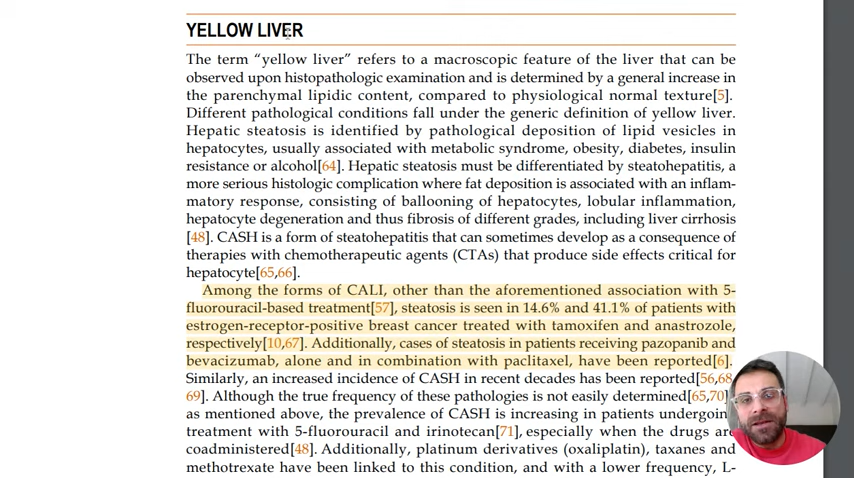 YELLOW LIVER
The term “yellow liver” refers to a macroscopic feature of the liver that can be
observed upon histopathologic examination and is determined by a general increase in
the parenchymal lipidic content, compared to physiological normal texture[5].
Different pathological conditions fall under the generic definition of yellow liver.
Hepatic steatosis is identified by pathological deposition of lipid vesicles in
hepatocytes, usually associated with metabolic syndrome, obesity, diabetes, insulin
resistance or alcohol[64]. Hepatic steatosis must be differentiated by steatohepatitis, a
more serious histologic complication where fat deposition is associated with an inflam-
matory response, consisting of ballooning of hepatocytes, lobular inflammation,
hepatocyte degeneration and thus fibrosis of different grades, including liver cirrhosis
[48]. CASH is a form of steatohepatitis that can sometimes develop as a consequence of
therapies with chemotherapeutic agents (CTAs) that produce side effects critical for
hepatocyte[65,66].
Among the forms of CALI, other than the aforementioned association with 5-
fluorouracil-based treatment[57], steatosis is seen in 14.6% and 41.1% of patients with
estrogen-receptor-positive breast cancer treated with tamoxifen and anastrozole,
respectively[10,67]. Additionally, cases of steatosis in patients receiving pazopanib and
bevacizumab, alone and in combination with paclitaxel, have been reported[6].
Similarly, an increased incidence of CASH in recent decades has been reported[56,68
69]. Although the true frequency of these pathologies is not easily determined[65,70]
as mentioned above, the prevalence of CASH is increasing in patients undergoin
treatment with 5-fluorouracil and irinotecan[71], especially when the drugs are
coadministered[48]. Additionally, platinum derivatives (oxaliplatin), taxanes and
methotrexate have been linked to this condition, and with a lower frequency, L-